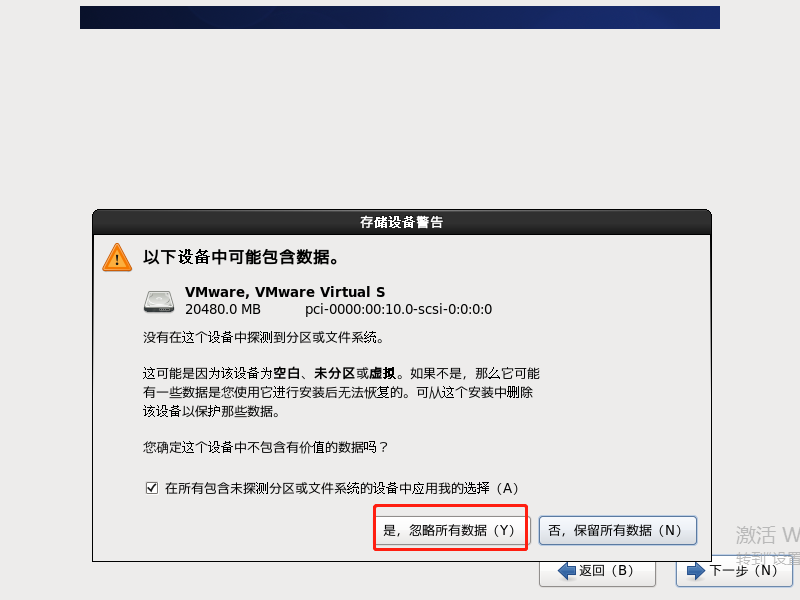 存储设备警告
以下设备中可能包含数据。
VMware, VMware Virtual S
20480.0 MB pci-0000:00:10.0-scsi-0:0:0:0
没有在这个设备中探测到分区或文件系统。
这可能是因为该设备为空白、未分区或虚拟。如果不是，那么它可能
有一些数据是您使用它进行安装后无法恢复的。可从这个安装中删除
该设备以保护那些数据。
您确定这个设备中不包含有价值的数据吗？
在所有包含未探测分区或文件系统的设备中应用我的选择（A）
是，忽略所有数据（Y） 否，保留所有数据（N）
激活 W
转到"设置
返回（B） 下一步（N）